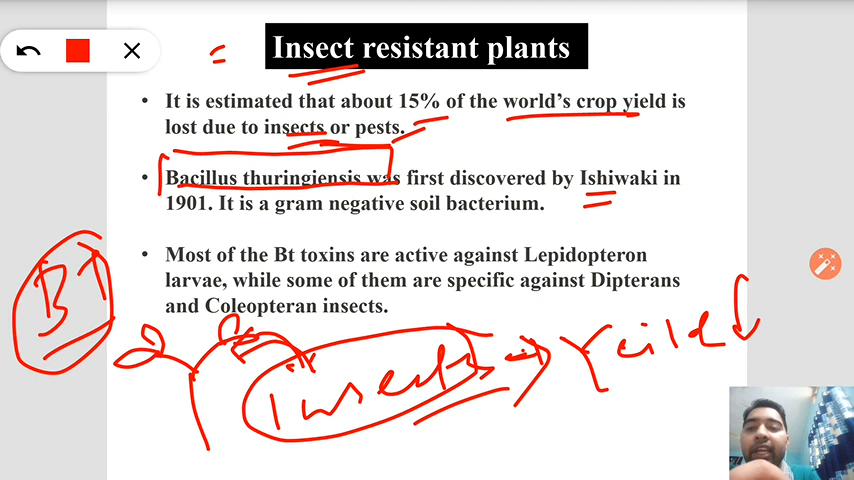 Insect resistant plants
• It is estimated that about 15% of the world's crop yield is
lost due to insects or pests.
• Bacillus thuringiensis was first discovered by Ishiwaki in
1901. It is a gram negative soil bacterium.
• Most of the Bt toxins are active against Lepidopteron
larvae, while some of them are specific against Dipterans
and Coleopteran insects.
BT
Insects → Yeild ↓